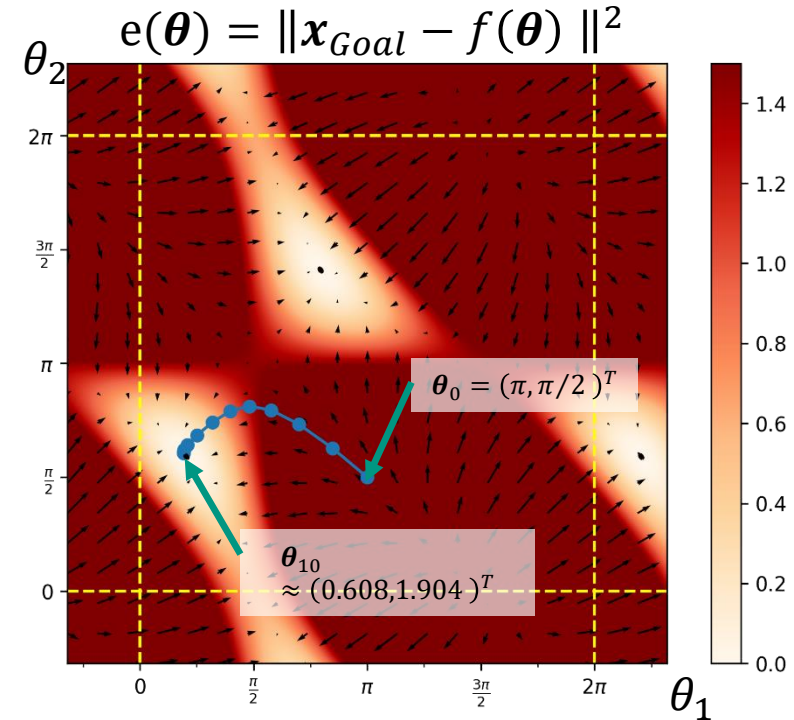 e(𝜽) = ‖𝒙_Goal − f(𝜽) ‖²
θ₂
2π
3π/2
π
π/2
0
0
π/2
π
3π/2
2π
θ₁
𝜽₀ = (π, π/2 )ᵀ
𝜽₁₀
≈ (0.608,1.904 )ᵀ
1.4
1.2
1.0
0.8
0.6
0.4
0.2
0.0